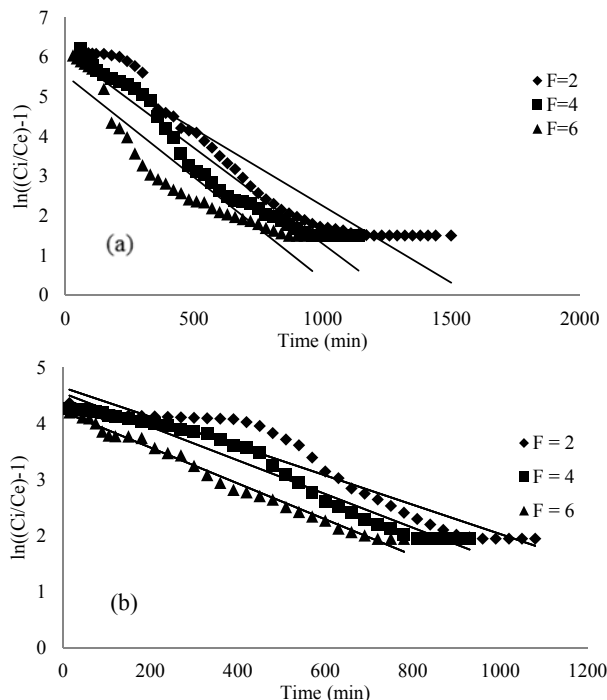 7
6
5
4
3
2
1
0
ln((Ci/Ce)-1)
F=2
F=4
F=6
(a)
0 500 1000 1500 2000
Time (min)
5
4
3
2
1
0
ln((Ci/Ce)-1)
F = 2
F = 4
F = 6
(b)
0 200 400 600 800 1000 1200
Time (min)